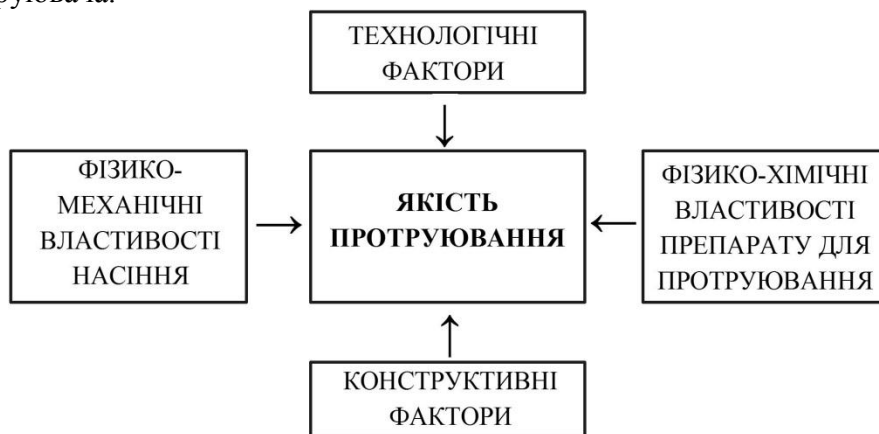 ТЕХНОЛОГІЧНІ
ФАКТОРИ
ФІЗИКО-
МЕХАНІЧНІ
ВЛАСТИВОСТІ
НАСІННЯ
ЯКІСТЬ
ПРОТРУЮВАННЯ
ФІЗИКО-ХІМІЧНІ
ВЛАСТИВОСТІ
ПРЕПАРАТУ ДЛЯ
ПРОТРУЮВАННЯ
КОНСТРУКТИВНІ
ФАКТОРИ